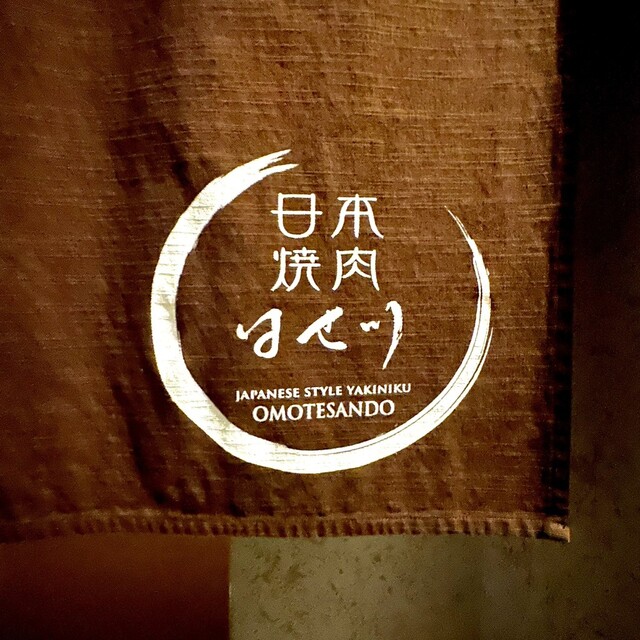 日本
焼肉
はせ川
JAPANESE STYLE YAKINIKU
OMOTESANDO